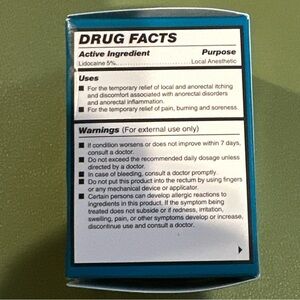 DRUG FACTS
Active Ingredient Purpose
Lidocaine 5%.......................... Local Anesthetic
Uses
■ For the temporary relief of local and anorectal itching
and discomfort associated with anorectal disorders
and anorectal inflammation.
■ For the temporary relief of pain, burning and soreness.
Warnings (For external use only)
■ If condition worsens or does not improve within 7 days,
consult a doctor.
■ Do not exceed the recommended daily dosage unless
directed by a doctor.
■ In case of bleeding, consult a doctor promptly.
■ Do not put this product into the rectum by using fingers
or any mechanical device or applicator.
■ Certain persons can develop allergic reactions to
ingredients in this product. If the symptom being
treated does not subside or if redness, irritation,
swelling, pain, or other symptoms develop or increase,
discontinue use and consult a doctor.